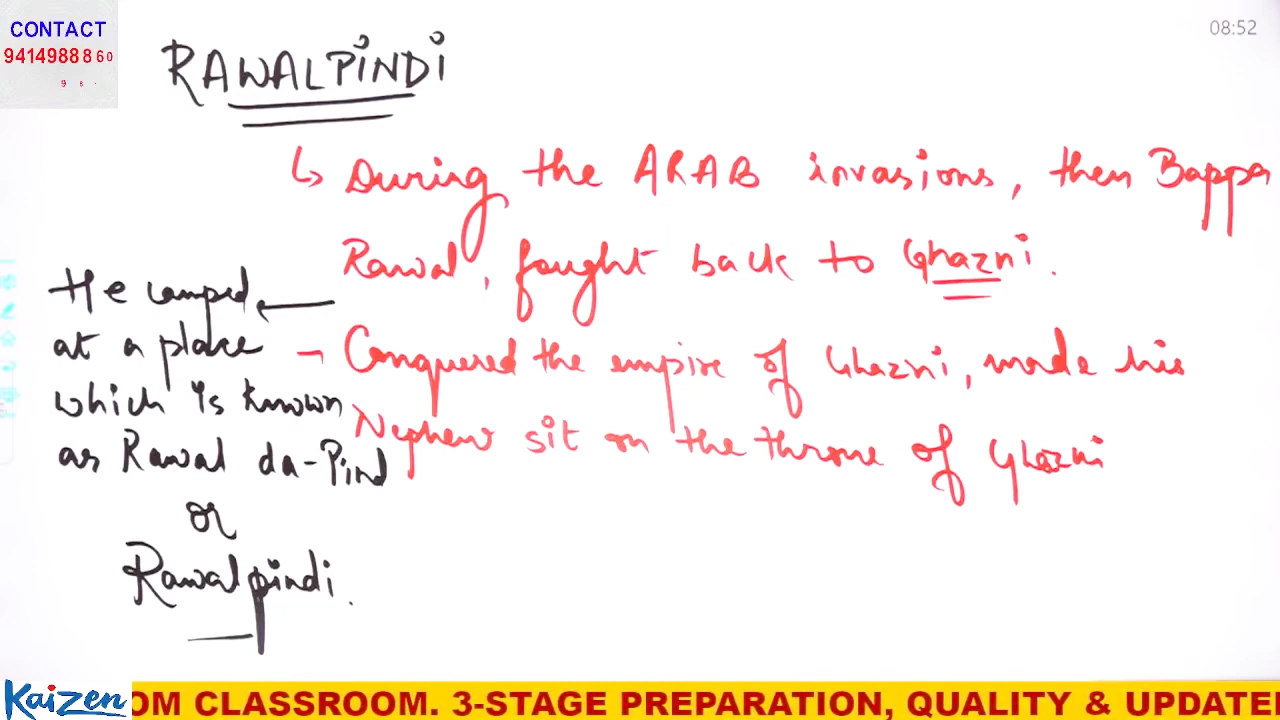 CONTACT
9414988860
08:52
RAWALPINDI
↳ During the ARAB invasions, then Bappa
Rawal, fought back to Ghazni.
- Conquered the empire of Ghazni, made his
Nephew sit on the throne of Ghazni
He camped
at a place
which is known
as Rawal da-Pind
or
Rawalpindi.
Kaizen
OM CLASSROOM. 3-STAGE PREPARATION, QUALITY & UPDATE